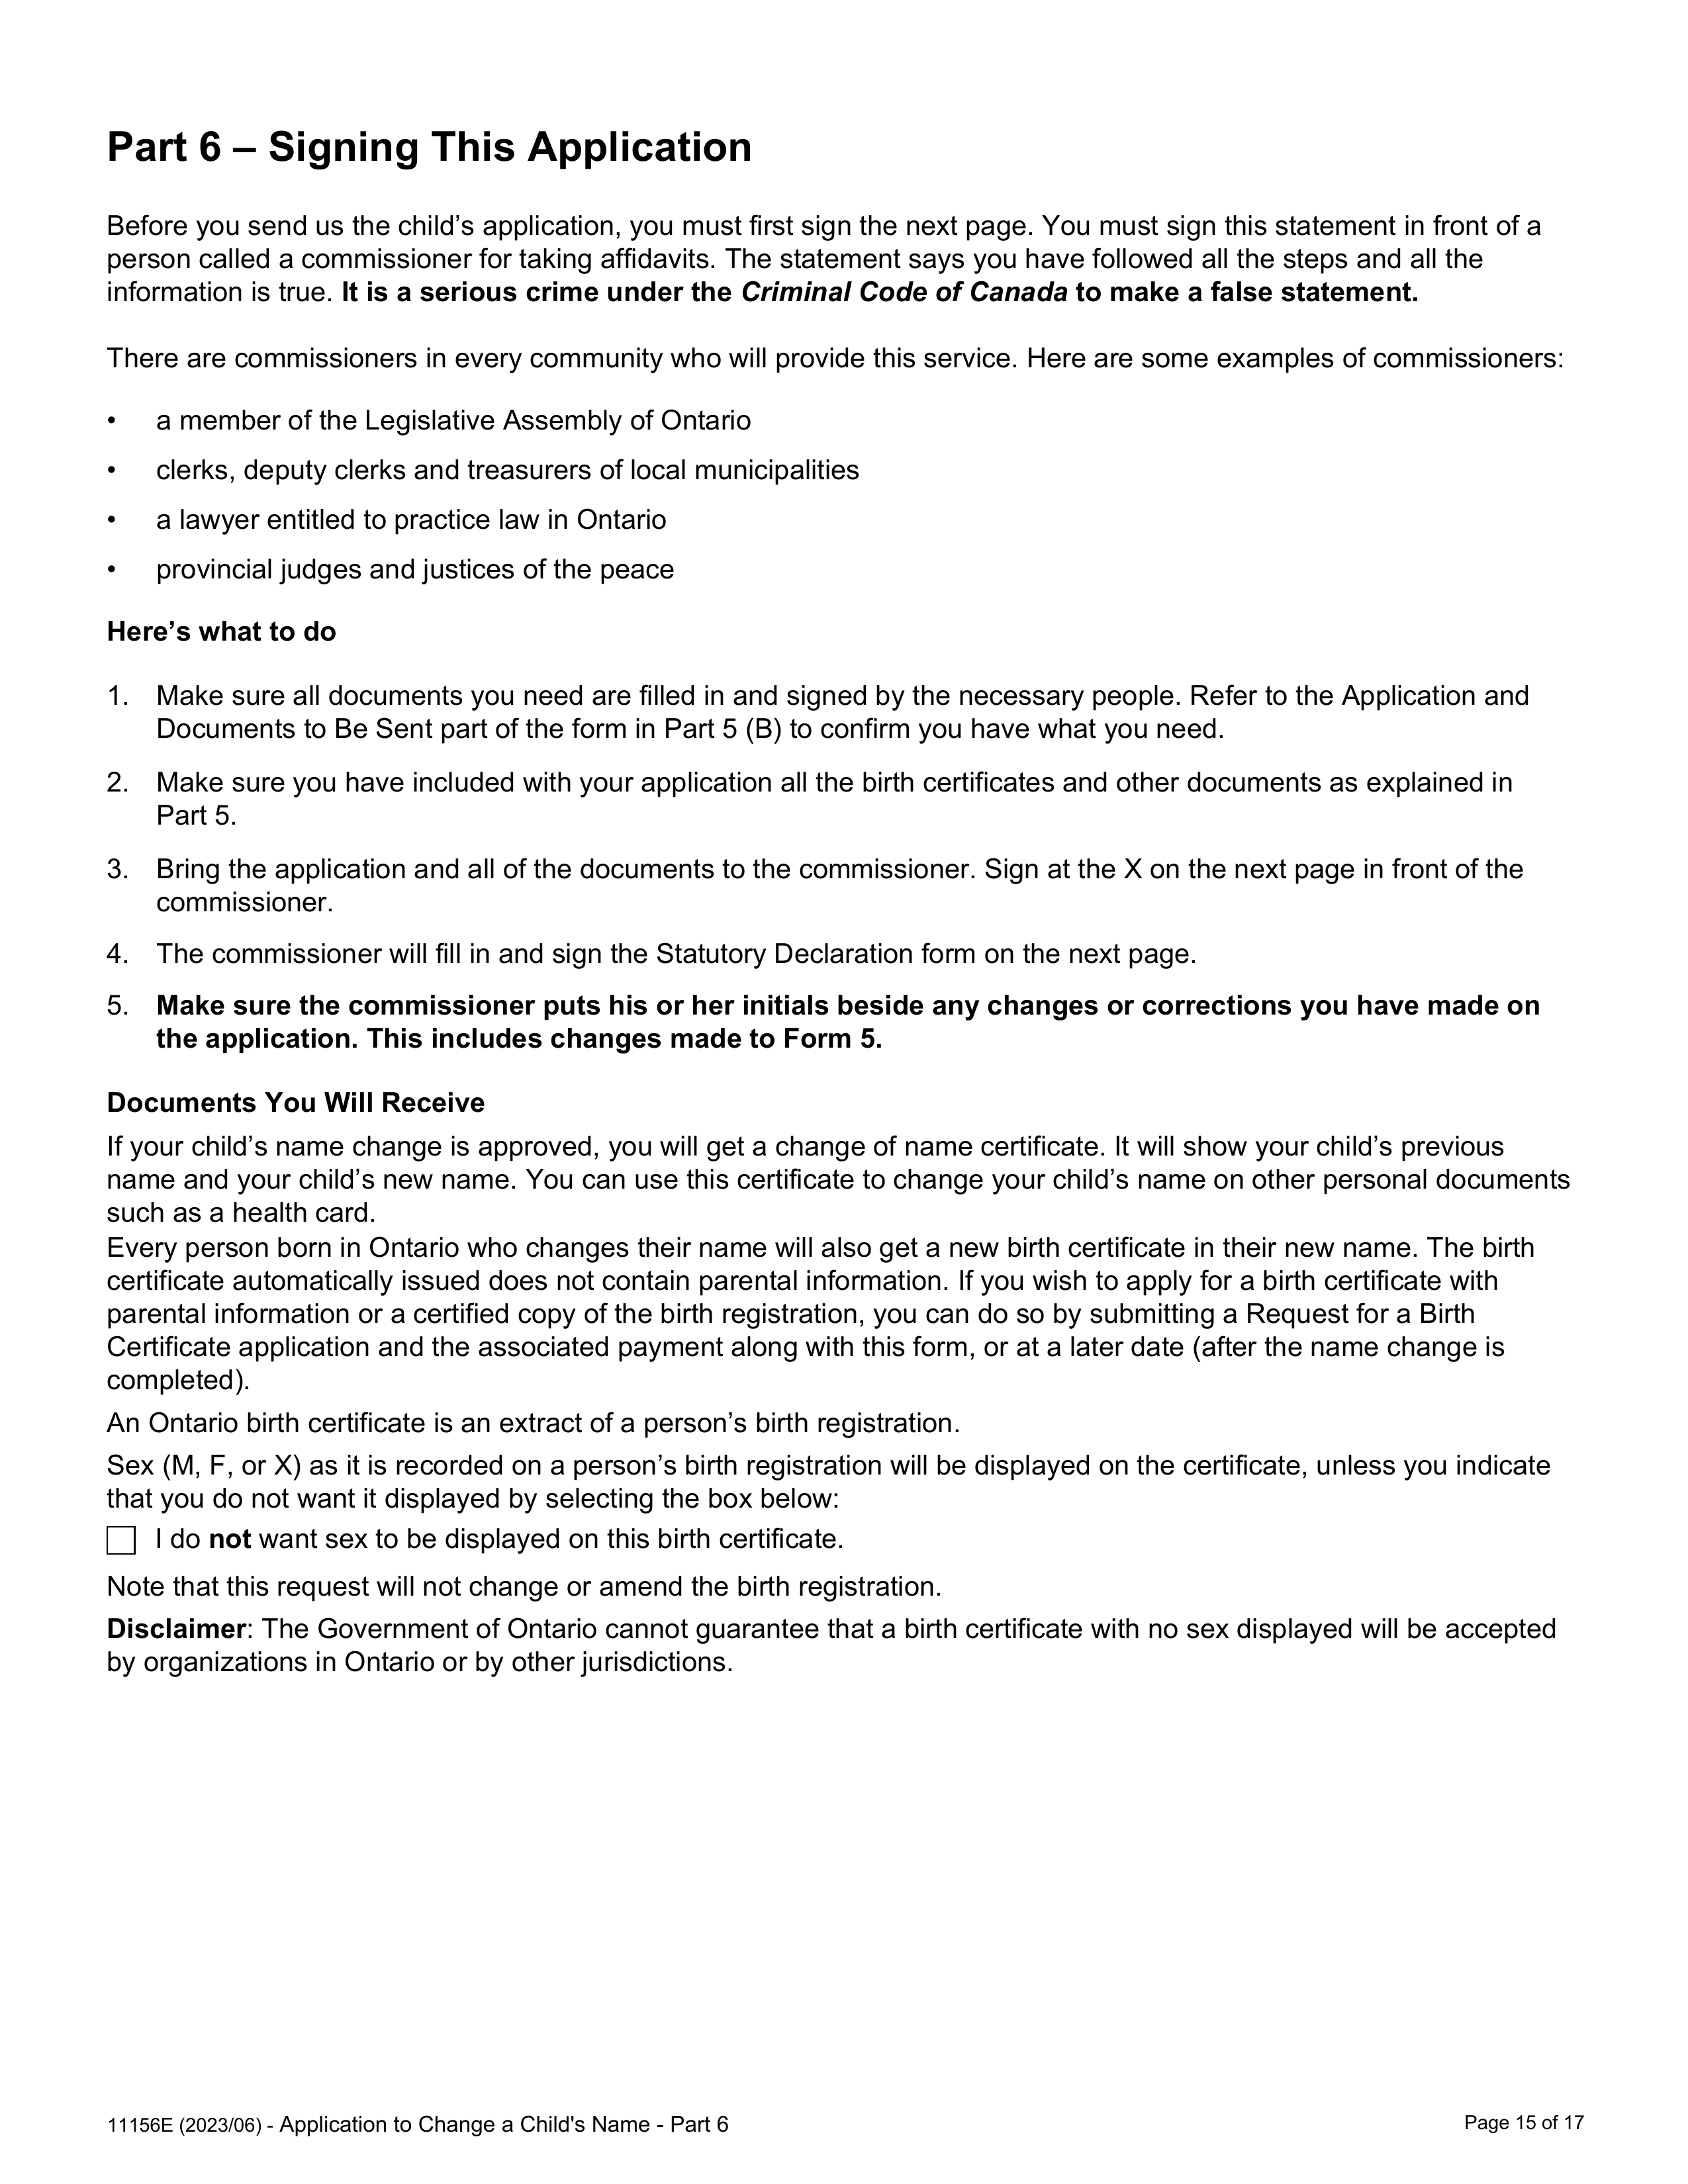 Part 6 – Signing This Application
Before you send us the child’s application, you must first sign the next page. You must sign this statement in front of a
person called a commissioner for taking affidavits. The statement says you have followed all the steps and all the
information is true. It is a serious crime under the Criminal Code of Canada to make a false statement.
There are commissioners in every community who will provide this service. Here are some examples of commissioners:
• a member of the Legislative Assembly of Ontario
• clerks, deputy clerks and treasurers of local municipalities
• a lawyer entitled to practice law in Ontario
• provincial judges and justices of the peace
Here’s what to do
1. Make sure all documents you need are filled in and signed by the necessary people. Refer to the Application and
Documents to Be Sent part of the form in Part 5 (B) to confirm you have what you need.
2. Make sure you have included with your application all the birth certificates and other documents as explained in
Part 5.
3. Bring the application and all of the documents to the commissioner. Sign at the X on the next page in front of the
commissioner.
4. The commissioner will fill in and sign the Statutory Declaration form on the next page.
5. Make sure the commissioner puts his or her initials beside any changes or corrections you have made on
the application. This includes changes made to Form 5.
Documents You Will Receive
If your child’s name change is approved, you will get a change of name certificate. It will show your child’s previous
name and your child’s new name. You can use this certificate to change your child’s name on other personal documents
such as a health card.
Every person born in Ontario who changes their name will also get a new birth certificate in their new name. The birth
certificate automatically issued does not contain parental information. If you wish to apply for a birth certificate with
parental information or a certified copy of the birth registration, you can do so by submitting a Request for a Birth
Certificate application and the associated payment along with this form, or at a later date (after the name change is
completed).
An Ontario birth certificate is an extract of a person’s birth registration.
Sex (M, F, or X) as it is recorded on a person’s birth registration will be displayed on the certificate, unless you indicate
that you do not want it displayed by selecting the box below:
I do not want sex to be displayed on this birth certificate.
Note that this request will not change or amend the birth registration.
Disclaimer: The Government of Ontario cannot guarantee that a birth certificate with no sex displayed will be accepted
by organizations in Ontario or by other jurisdictions.
11156E (2023/06) - Application to Change a Child's Name - Part 6
Page 15 of 17